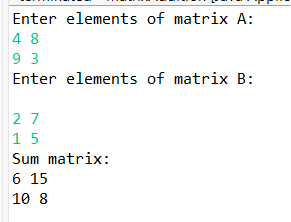 Enter elements of matrix A:
4 8
9 3
Enter elements of matrix B:
2 7
1 5
Sum matrix:
6 15
10 8